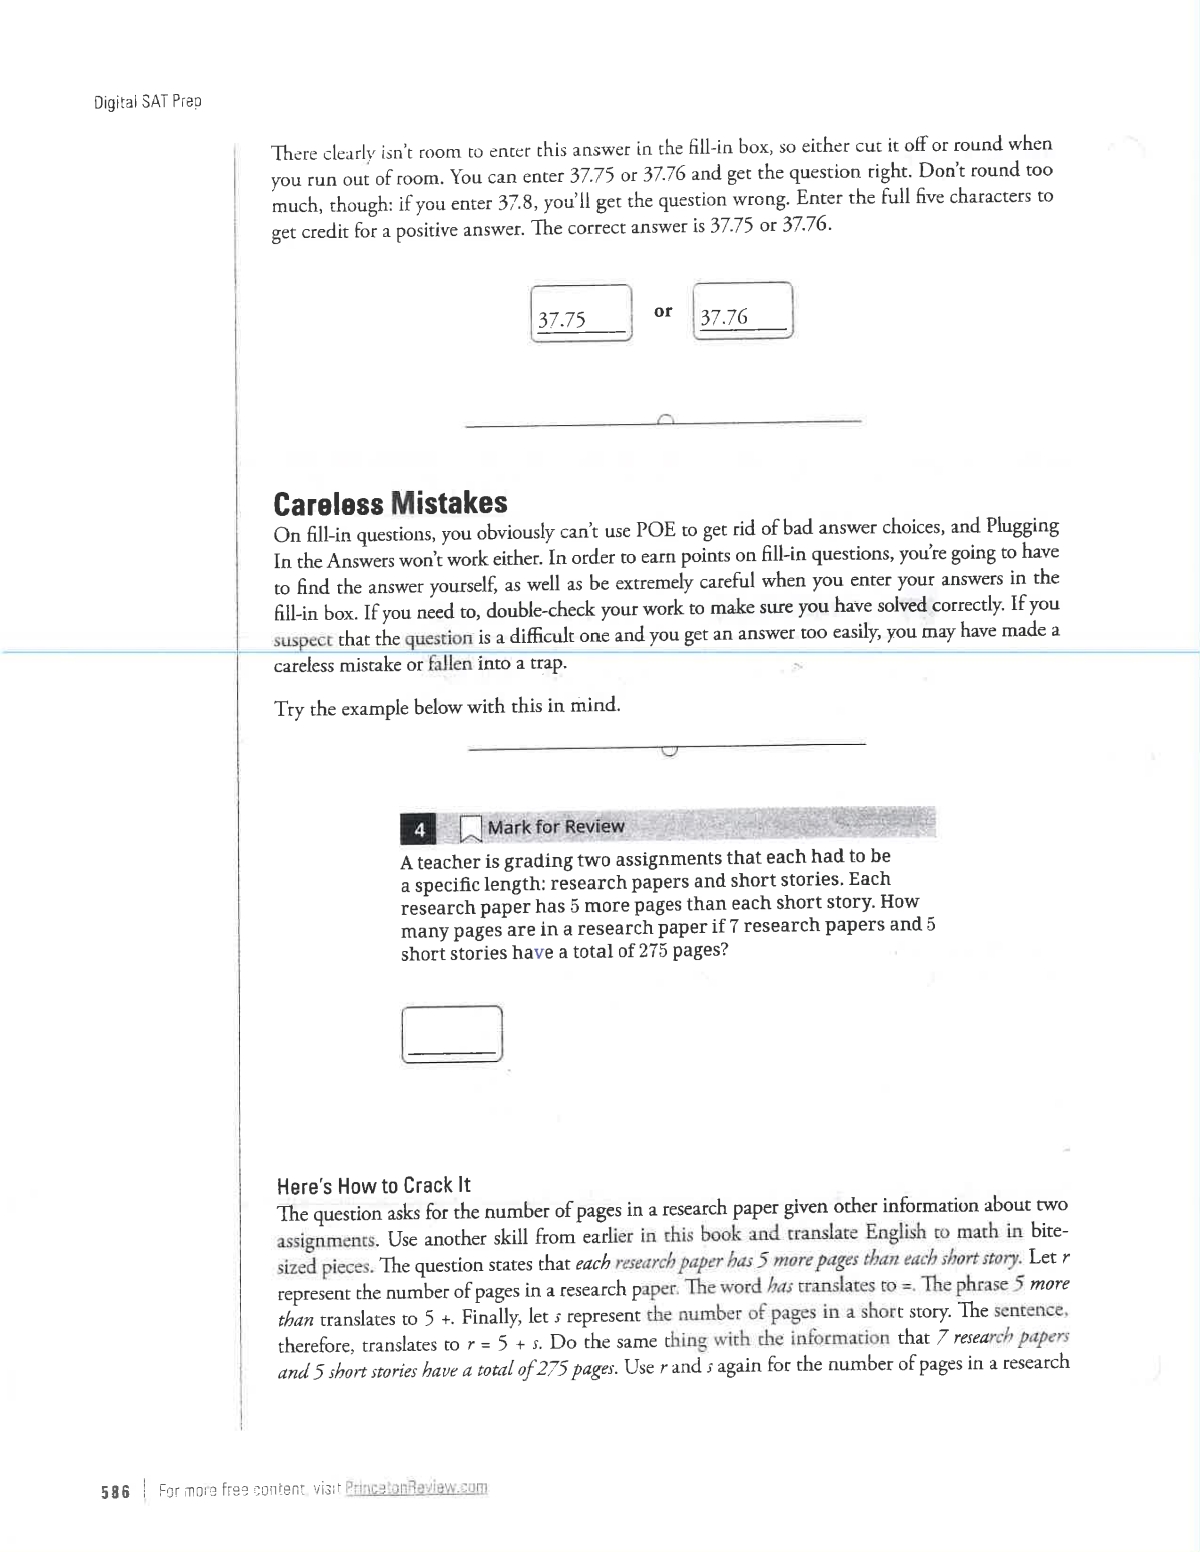 Digital SAT Prep
There clearly isn't room to enter this answer in the fill-in box, so either cut it off or round when
you run out of room. You can enter 37.75 or 37.76 and get the question right. Don't round too
much, though: if you enter 37.8, you'll get the question wrong. Enter the full five characters to
get credit for a positive answer. The correct answer is 37.75 or 37.76.
37.75 or 37.76
Careless Mistakes
On fill-in questions, you obviously can't use POE to get rid of bad answer choices, and Plugging
In the Answers won't work either. In order to earn points on fill-in questions, you're going to have
to find the answer yourself, as well as be extremely careful when you enter your answers in the
fill-in box. If you need to, double-check your work to make sure you have solved correctly. If you
suspect that the question is a difficult one and you get an answer too easily, you may have made a
careless mistake or fallen into a trap.
Try the example below with this in mind.
4 Mark for Review
A teacher is grading two assignments that each had to be
a specific length: research papers and short stories. Each
research paper has 5 more pages than each short story. How
many pages are in a research paper if 7 research papers and 5
short stories have a total of 275 pages?
Here's How to Crack It
The question asks for the number of pages in a research paper given other information about two
assignments. Use another skill from earlier in this book and translate English to math in bite-
sized pieces. The question states that each research paper has 5 more pages than each short story. Let r
represent the number of pages in a research paper. The word has translates to =. The phrase 5 more
than translates to 5 +. Finally, let s represent the number of pages in a short story. The sentence,
therefore, translates to r = 5 + s. Do the same thing with the information that 7 research papers
and 5 short stories have a total of 275 pages. Use r and s again for the number of pages in a research
586 | For more free content, visit PrincetonReview.com